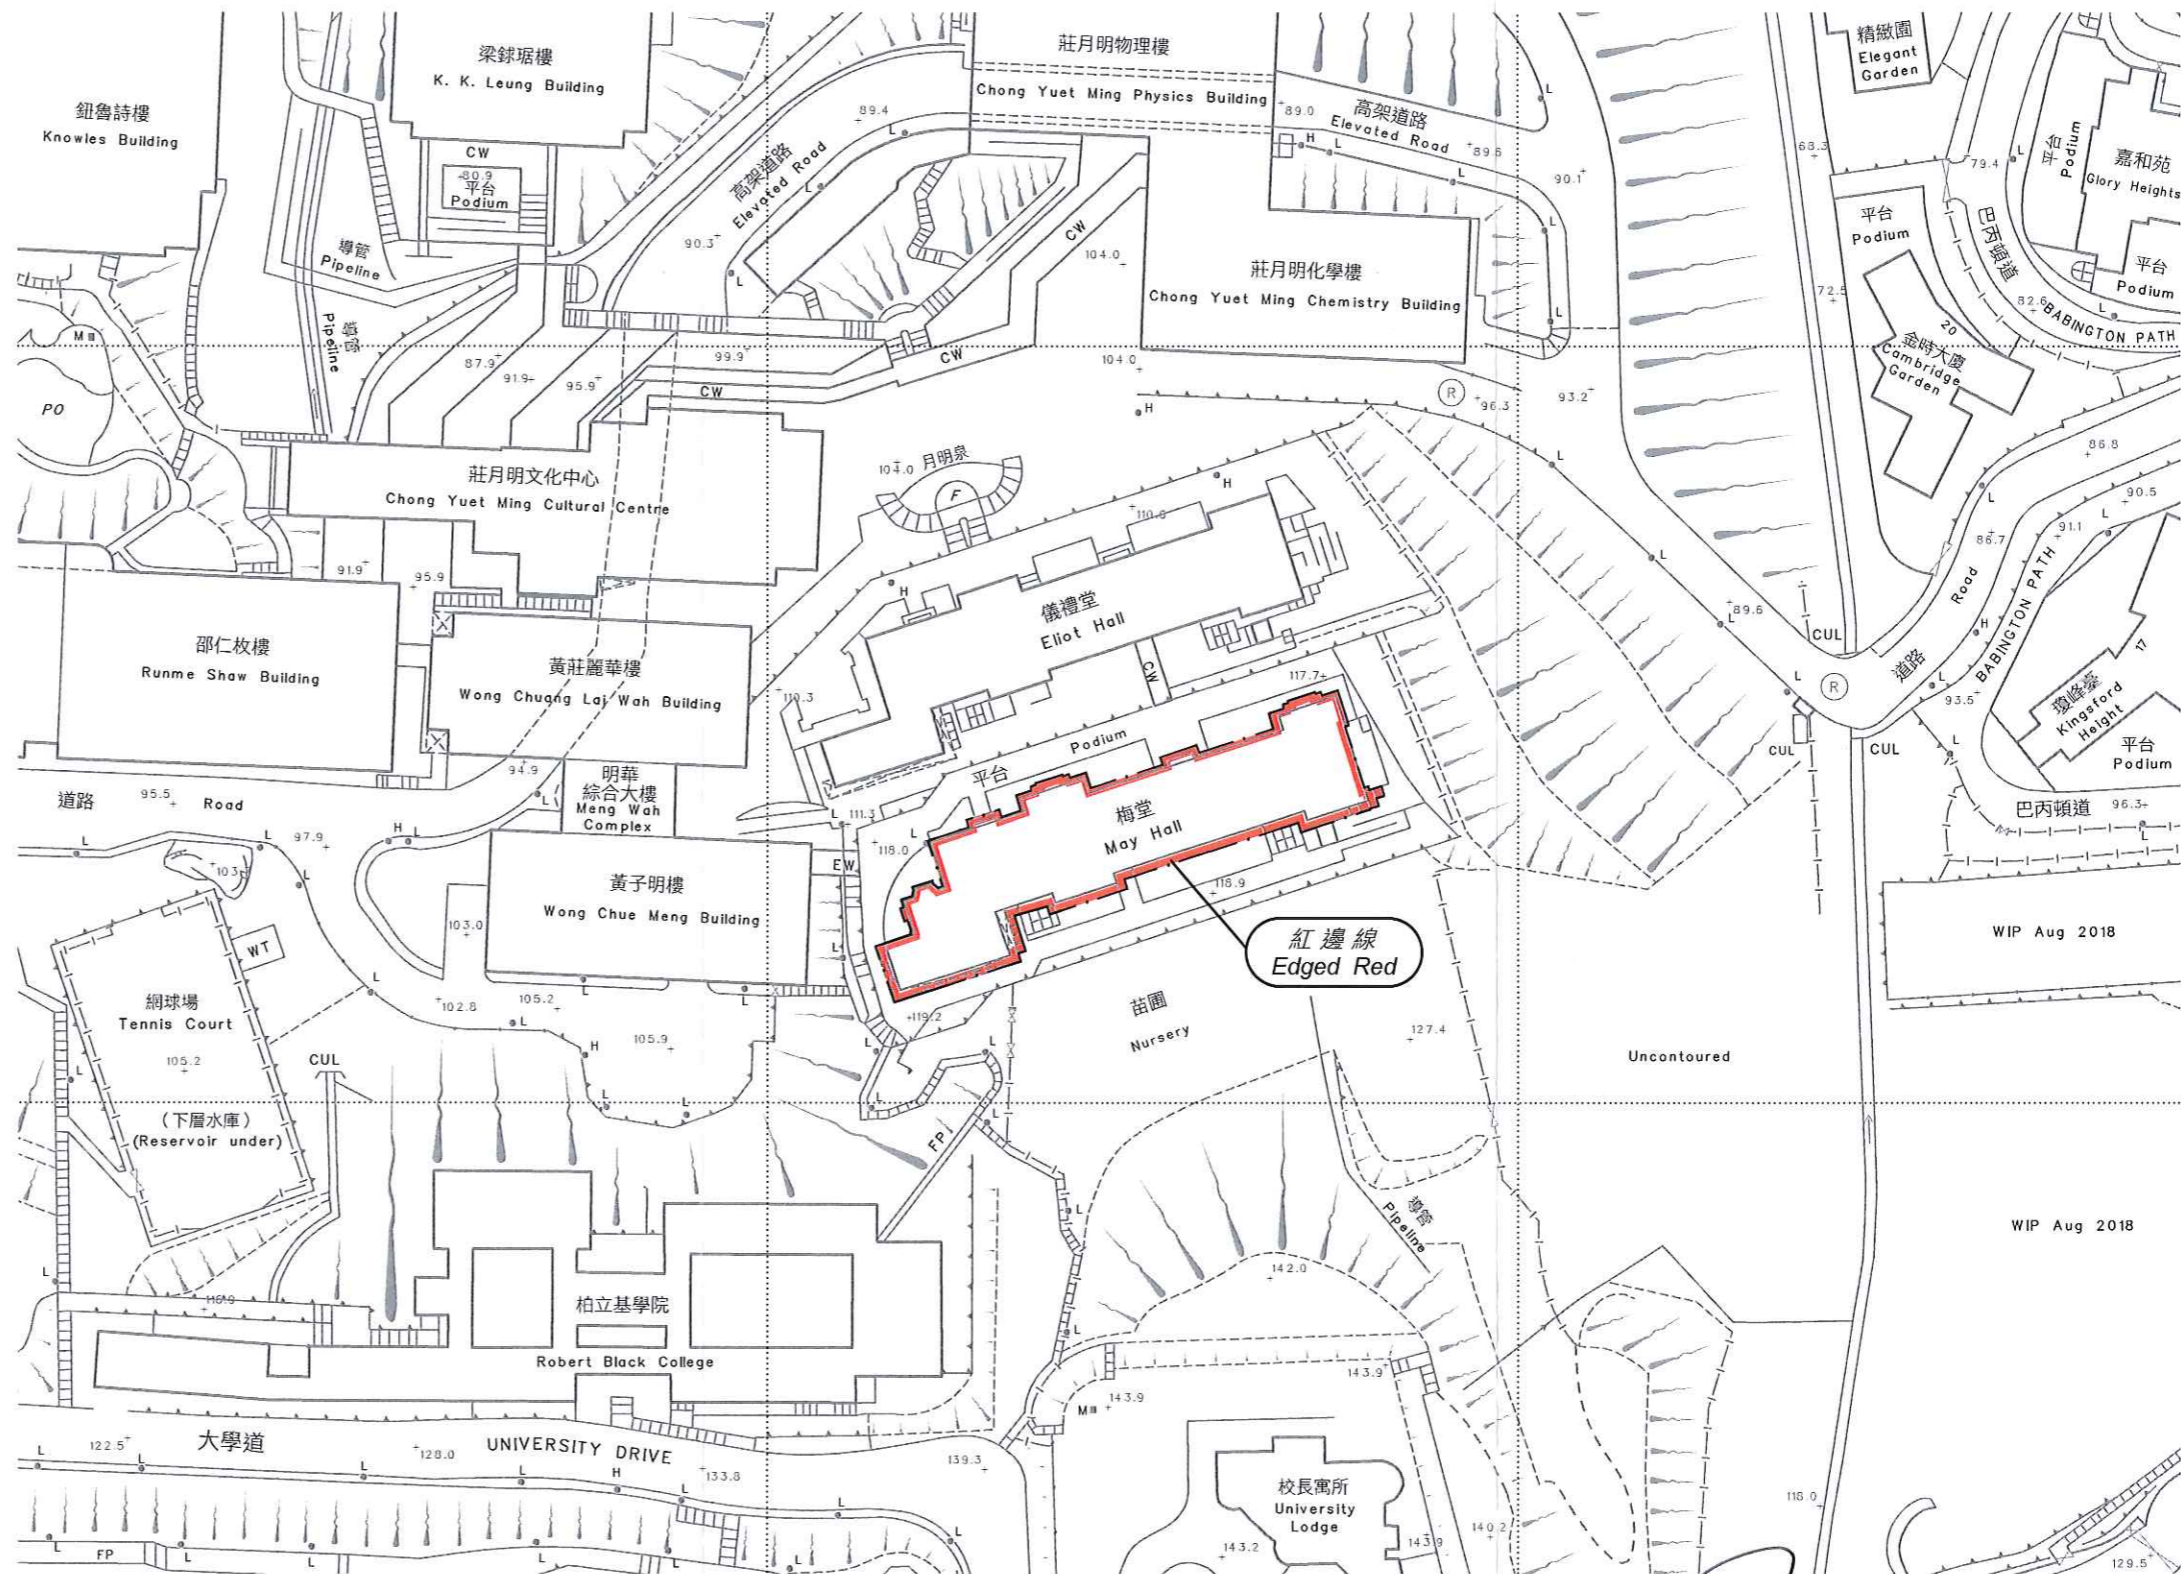 鈕魯詩樓
Knowles Building
梁銶琚樓
K. K. Leung Building
CW
80.9
平台
Podium
莊月明物理樓
Chong Yuet Ming Physics Building
89.4
L
高架道路
Elevated Road
L
90.3
L
89.0
高架道路
Elevated Road
89.6
H
L
L
L
90.1
L
L
精緻園
Elegant
Garden
68.3
79.4
L
平台
Podium
嘉和苑
Glory Heights
平台
Podium
巴丙頓道
82.6
BABINGTON PATH
L
平台
Podium
72.5
20
金時大廈
Cambridge
Garden
導管
Pipeline
導管
Pipeline
CW
104.0
莊月明化學樓
Chong Yuet Ming Chemistry Building
M
PO
87.9
91.9
95.9
99.9
CW
CW
104.0
H
R
96.3
93.2
L
86.8
L
90.5
L
莊月明文化中心
Chong Yuet Ming Cultural Centre
104.0
月明泉
F
H
110.6
91.9
95.9
H
儀禮堂
Eliot Hall
CW
L
89.6
L
CUL
86.7
91.1
Road
道路
BABINGTON PATH
H
L
93.5
17
瓊峰臺
Kingsford
Height
平台
Podium
邵仁枚樓
Runme Shaw Building
黃莊麗華樓
Wong Chuang Lai Wah Building
110.3
117.7
L
R
CUL
CUL
L
巴丙頓道
96.3
L
道路
95.5
Road
94.9
L
明華
綜合大樓
Meng Wah
Complex
平台
Podium
梅堂
May Hall
L
111.3
L
118.0
EW
118.9
L
L
97.9
H
L
103
L
黃子明樓
Wong Chue Meng Building
103.0
紅邊線
Edged Red
WIP Aug 2018
WT
L
網球場
Tennis Court
105.2
L
(下層水庫)
(Reservoir under)
CUL
102.8
105.2
L
L
L
L
105.9
H
L
L
119.2
L
L
L
L
FP
苗圃
Nursery
127.4
Uncontoured
WIP Aug 2018
導管
Pipeline
L
L
142.0
L
柏立基學院
Robert Black College
143.9
143.9
M
122.5
大學道
128.0
UNIVERSITY DRIVE
133.8
139.3
L
L
L
L
H
L
L
L
L
L
L
L
L
L
FP
校長寓所
University
Lodge
143.2
143.9
140.2
118.0
129.5